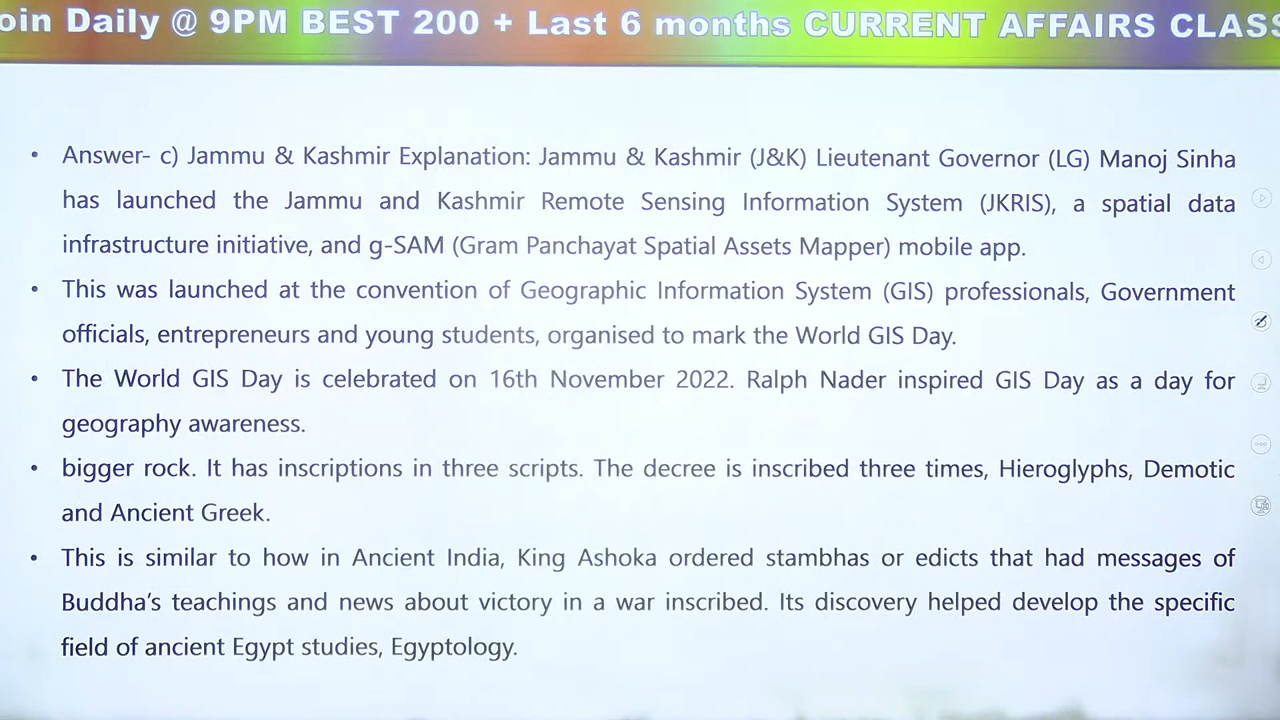 oin Daily @ 9PM BEST 200 + Last 6 months CURRENT AFFAIRS CLASS
• Answer- c) Jammu & Kashmir Explanation: Jammu & Kashmir (J&K) Lieutenant Governor (LG) Manoj Sinha
has launched the Jammu and Kashmir Remote Sensing Information System (JKRIS), a spatial data
infrastructure initiative, and g-SAM (Gram Panchayat Spatial Assets Mapper) mobile app.
• This was launched at the convention of Geographic Information System (GIS) professionals, Government
officials, entrepreneurs and young students, organised to mark the World GIS Day.
• The World GIS Day is celebrated on 16th November 2022. Ralph Nader inspired GIS Day as a day for
geography awareness.
• bigger rock. It has inscriptions in three scripts. The decree is inscribed three times, Hieroglyphs, Demotic
and Ancient Greek.
• This is similar to how in Ancient India, King Ashoka ordered stambhas or edicts that had messages of
Buddha's teachings and news about victory in a war inscribed. Its discovery helped develop the specific
field of ancient Egypt studies, Egyptology.